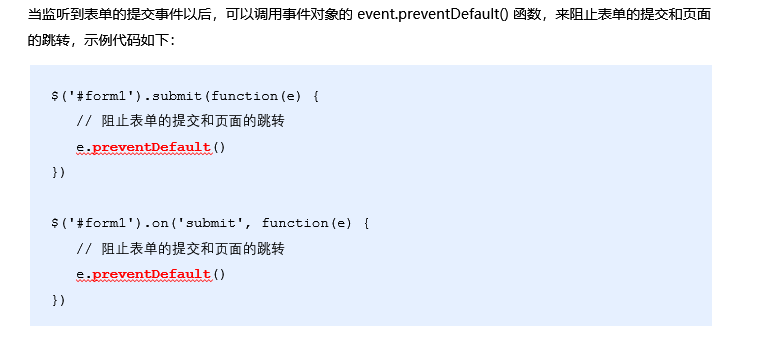 当监听到表单的提交事件以后，可以调用事件对象的 event.preventDefault() 函数，来阻止表单的提交和页面
的跳转，示例代码如下：
$('#form1').submit(function(e) {
// 阻止表单的提交和页面的跳转
e.preventDefault()
})
$('#form1').on('submit', function(e) {
// 阻止表单的提交和页面的跳转
e.preventDefault()
})